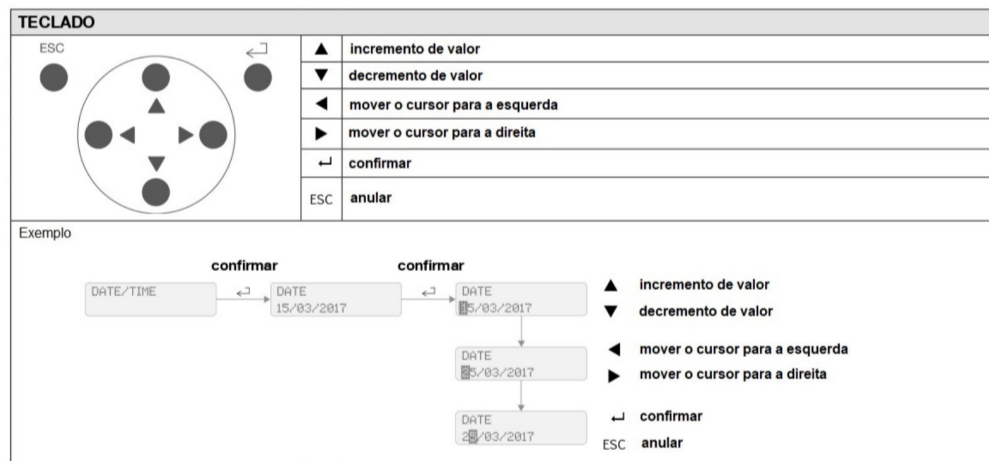 TECLADO
ESC ↵
▲ incremento de valor
▼ decremento de valor
◄ mover o cursor para a esquerda
► mover o cursor para a direita
↵ confirmar
ESC anular
Exemplo
confirmar confirmar
DATE/TIME ↵ DATE ↵ DATE
15/03/2017 15/03/2017
▲ incremento de valor
▼ decremento de valor
DATE
25/03/2017
◄ mover o cursor para a esquerda
► mover o cursor para a direita
DATE
25/03/2017
↵ confirmar
ESC anular